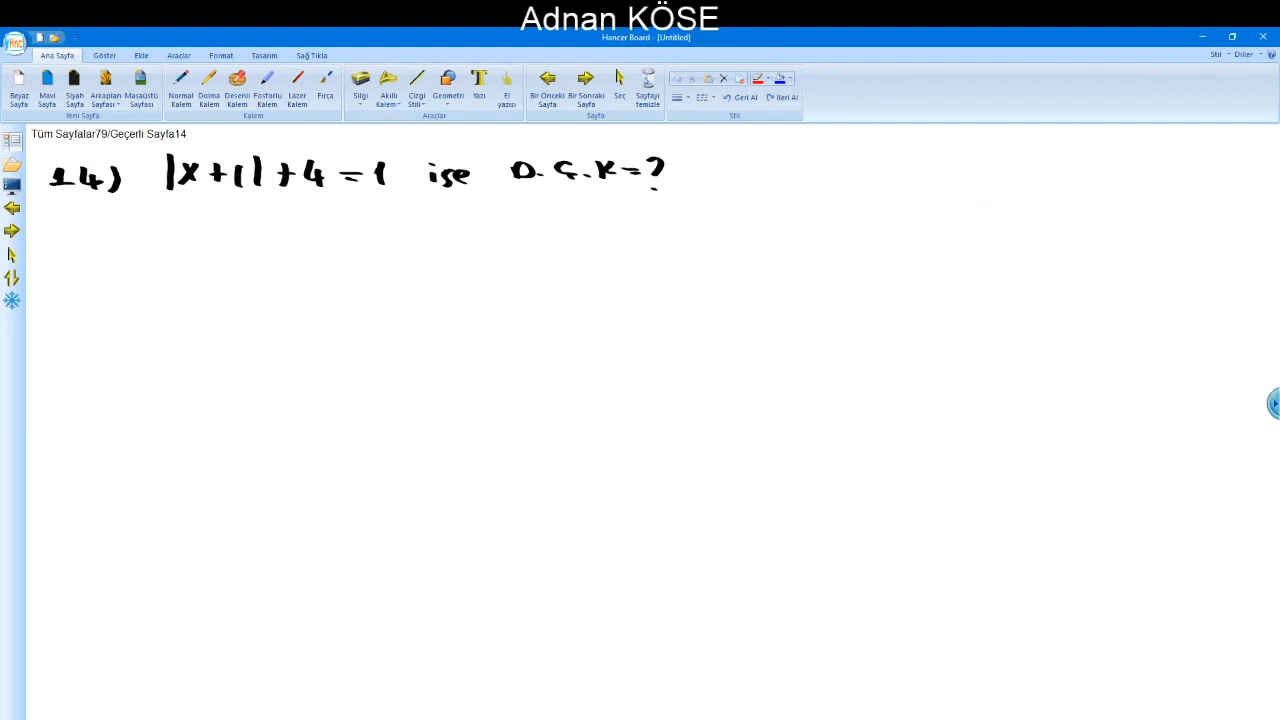 Adnan KÖSE
Hancer Board - [Untitled]
Hnc
Ana Sayfa Göster Ekle Araçlar Format Tasarım Sağ Tıkla Stil Diller
Beyaz Sayfa Mavi Sayfa Siyah Sayfa Arkaplan Sayfası Masaüstü Sayfası Normal Kalem Dolma Kalem Desenli Kalem Fosforlu Kalem Lazer Kalem Fırça Silgi Akıllı Kalem Çizgi Stili Geometri Yazı El yazısı Bir Önceki Sayfa Bir Sonraki Sayfa Seç Sayfayı temizle Geri Al İleri Al
Yeni Sayfa Kalem Araçlar Sayfa Stil
Tüm Sayfalar79/Geçerli Sayfa14
14) |x+1|+4=1 ise D.Ç.K=?